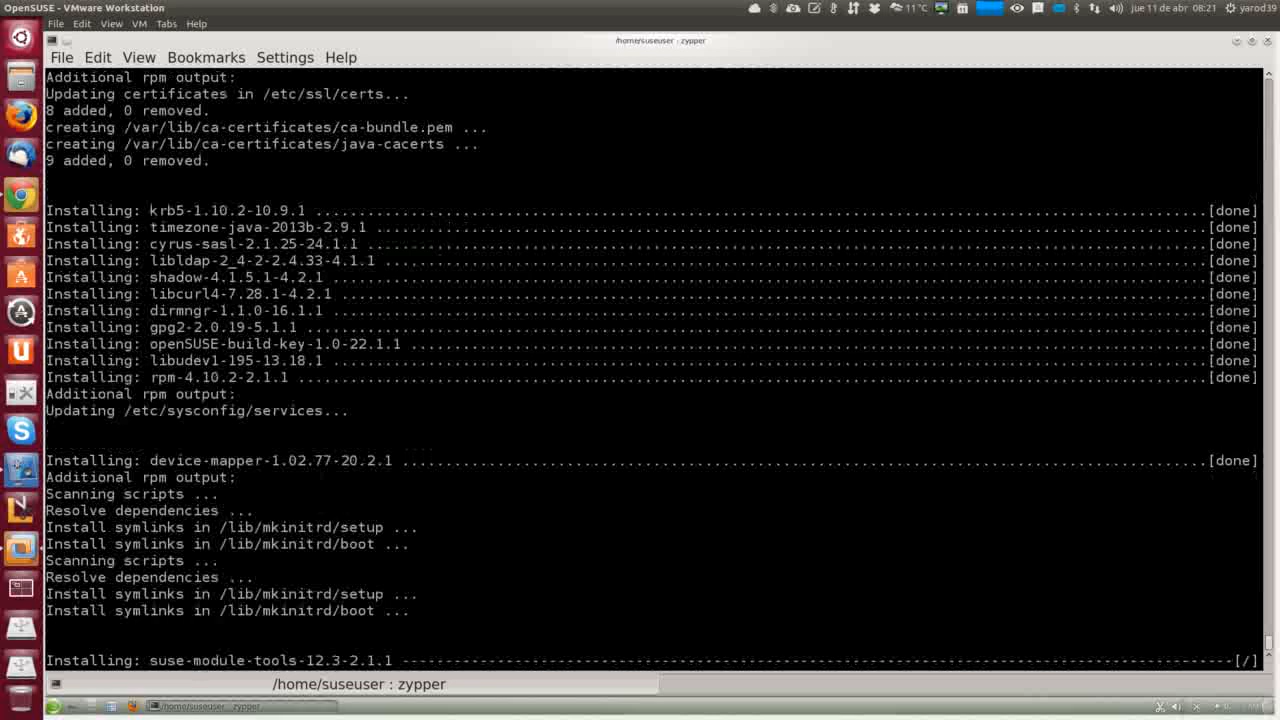 OpenSUSE - VMware Workstation
11°C
jue 11 de abr 08:21
yarod39
File Edit View VM Tabs Help
/home/suseuser : zypper
File Edit View Bookmarks Settings Help
Additional rpm output:
Updating certificates in /etc/ssl/certs...
8 added, 0 removed.
creating /var/lib/ca-certificates/ca-bundle.pem ...
creating /var/lib/ca-certificates/java-cacerts ...
9 added, 0 removed.
Installing: krb5-1.10.2-10.9.1 ....................[done]
Installing: timezone-java-2013b-2.9.1 ....................[done]
Installing: cyrus-sasl-2.1.25-24.1.1 ....................[done]
Installing: libldap-2_4-2-2.4.33-4.1.1 ....................[done]
Installing: shadow-4.1.5.1-4.2.1 ....................[done]
Installing: libcurl4-7.28.1-4.2.1 ....................[done]
Installing: dirmngr-1.1.0-16.1.1 ....................[done]
Installing: gpg2-2.0.19-5.1.1 ....................[done]
Installing: openSUSE-build-key-1.0-22.1.1 ....................[done]
Installing: libudev1-195-13.18.1 ....................[done]
Installing: rpm-4.10.2-2.1.1 ....................[done]
Additional rpm output:
Updating /etc/sysconfig/services...
Installing: device-mapper-1.02.77-20.2.1 ....................[done]
Additional rpm output:
Scanning scripts ...
Resolve dependencies ...
Install symlinks in /lib/mkinitrd/setup ...
Install symlinks in /lib/mkinitrd/boot ...
Scanning scripts ...
Resolve dependencies ...
Install symlinks in /lib/mkinitrd/setup ...
Install symlinks in /lib/mkinitrd/boot ...
Installing: suse-module-tools-12.3-2.1.1 --------------------[/]
/home/suseuser : zypper
/home/suseuser : zypper